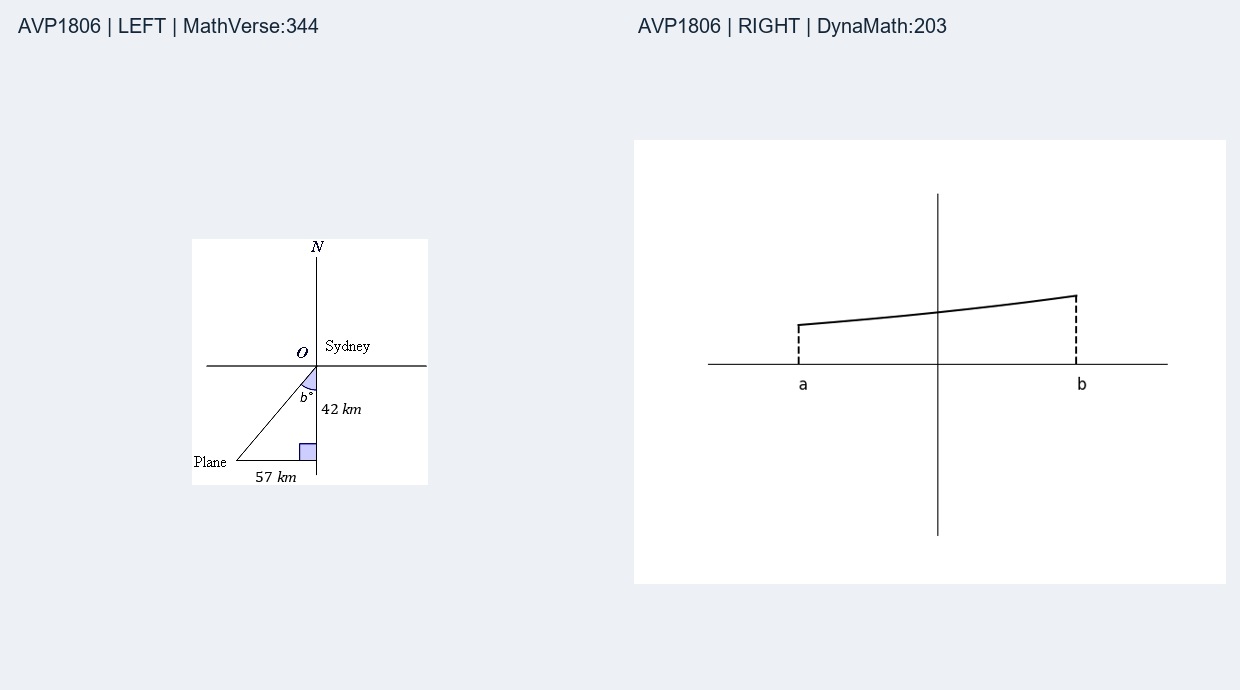 AVP1806 | LEFT | MathVerse:344
AVP1806 | RIGHT | DynaMath:203
N
O Sydney
b°
42 km
Plane
57 km
a
b